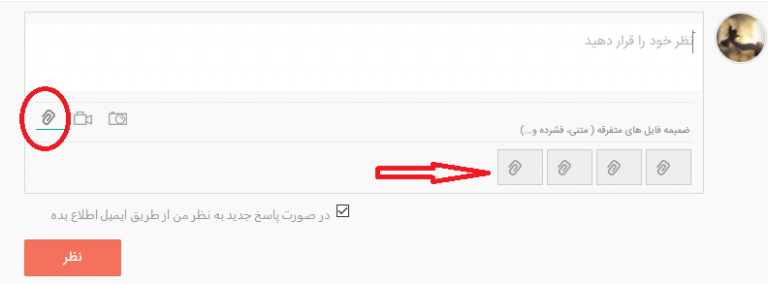 نظر خود را قرار دهید
ضمیمه فایل های متفرقه ( متنی، فشرده و...)
در صورت پاسخ جدید به نظر من از طریق ایمیل اطلاع بده
نظر